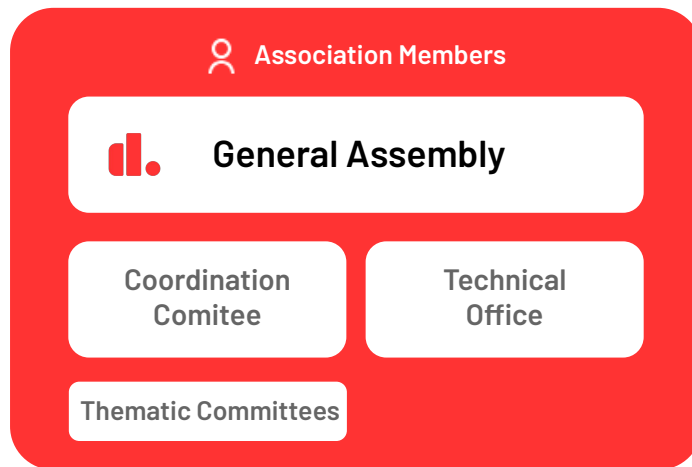 Association Members
General Assembly
Coordination
Comitee
Technical
Office
Thematic Committees